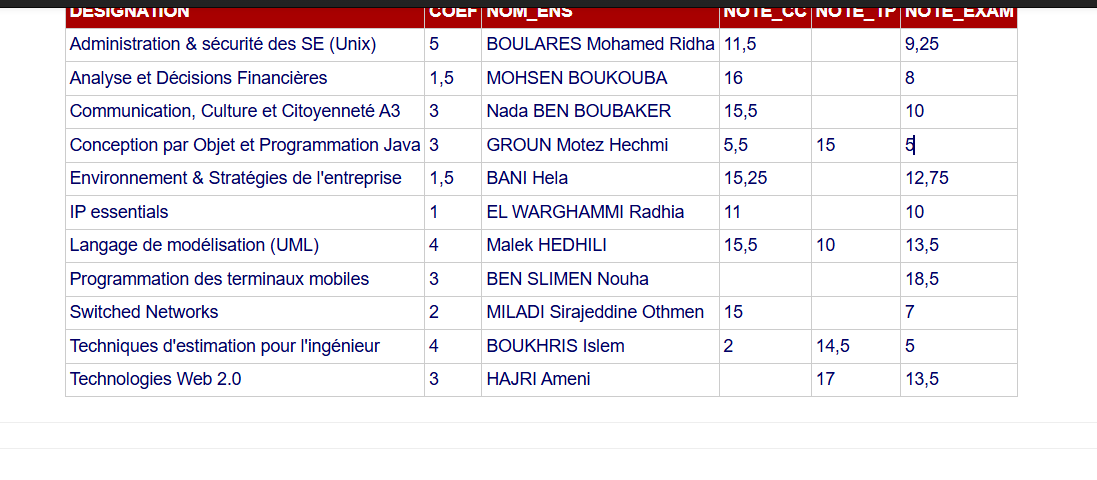 DESIGNATION COEF NOM_ENS NOTE_CC NOTE_TP NOTE_EXAM
Administration & sécurité des SE (Unix) 5 BOULARES Mohamed Ridha 11,5 9,25
Analyse et Décisions Financières 1,5 MOHSEN BOUKOUBA 16 8
Communication, Culture et Citoyenneté A3 3 Nada BEN BOUBAKER 15,5 10
Conception par Objet et Programmation Java 3 GROUN Motez Hechmi 5,5 15 5
Environnement & Stratégies de l'entreprise 1,5 BANI Hela 15,25 12,75
IP essentials 1 EL WARGHAMMI Radhia 11 10
Langage de modélisation (UML) 4 Malek HEDHILI 15,5 10 13,5
Programmation des terminaux mobiles 3 BEN SLIMEN Nouha 18,5
Switched Networks 2 MILADI Sirajeddine Othmen 15 7
Techniques d'estimation pour l'ingénieur 4 BOUKHRIS Islem 2 14,5 5
Technologies Web 2.0 3 HAJRI Ameni 17 13,5